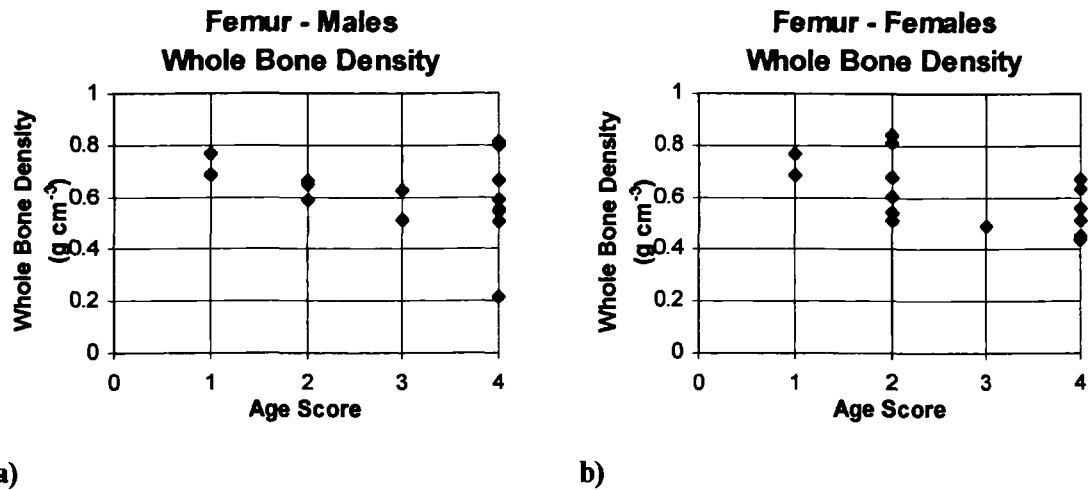 Femur - Males
Whole Bone Density
Whole Bone Density
(g cm⁻³)
1
0.8
0.6
0.4
0.2
0
0 1 2 3 4
Age Score
a)
Femur - Females
Whole Bone Density
Whole Bone Density
(g cm⁻³)
1
0.8
0.6
0.4
0.2
0
0 1 2 3 4
Age Score
b)